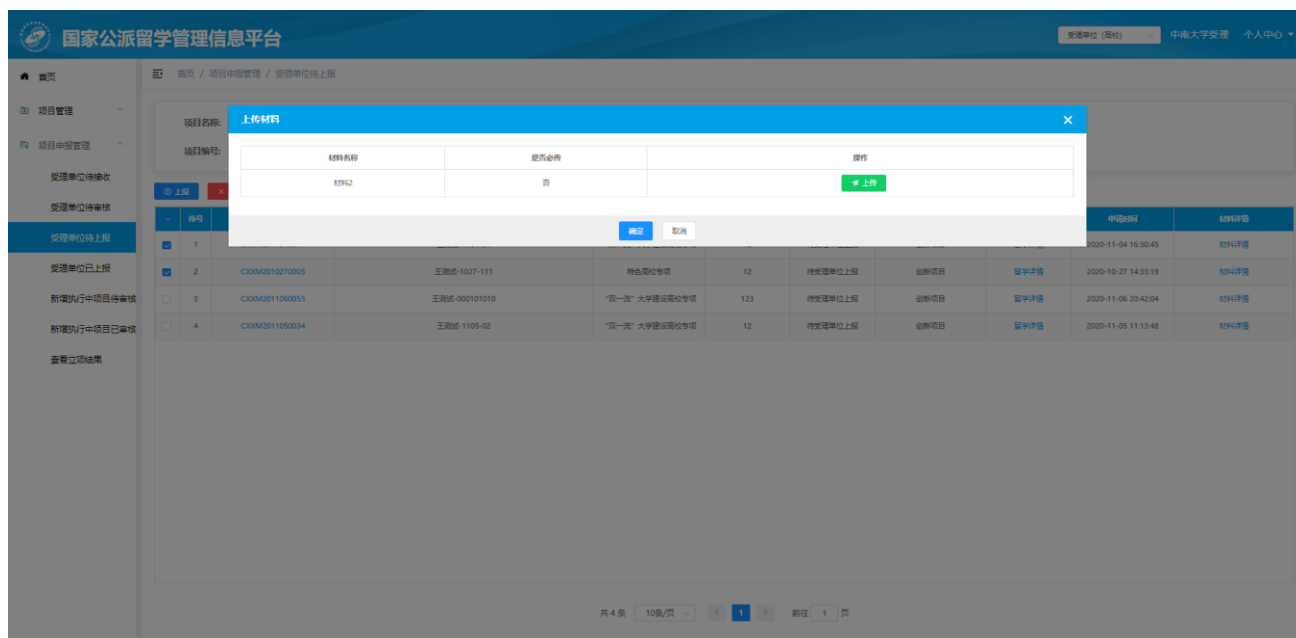 国家公派留学管理信息平台
受理单位 (高校)
中南大学受理
个人中心
首页
首页 / 项目申报管理 / 受理单位待上报
项目管理
项目名称:
上传材料
项目申报管理
项目编号:
材料名称 是否必传 操作
材料2 否 上传
受理单位待接收
上报
受理单位待审核
序号 申请时间 材料详情
确定 取消
受理单位待上报
1 2020-11-04 16:30:45 材料详情
受理单位已上报
2 CXXM2010270005 王测试-1027-111 特色高校专项 12 待受理单位上报 创新项目 留学详情 2020-10-27 14:33:19 材料详情
新增执行中项目待审核
3 CXXM2011060055 王测试-000101010 “双一流” 大学建设高校专项 123 待受理单位上报 创新项目 留学详情 2020-11-06 20:42:04 材料详情
新增执行中项目已审核
4 CXXM2011050034 王测试-1105-02 “双一流” 大学建设高校专项 12 待受理单位上报 创新项目 留学详情 2020-11-05 11:13:48 材料详情
查看立项结果
共 4 条 10条/页 1 前往 1 页